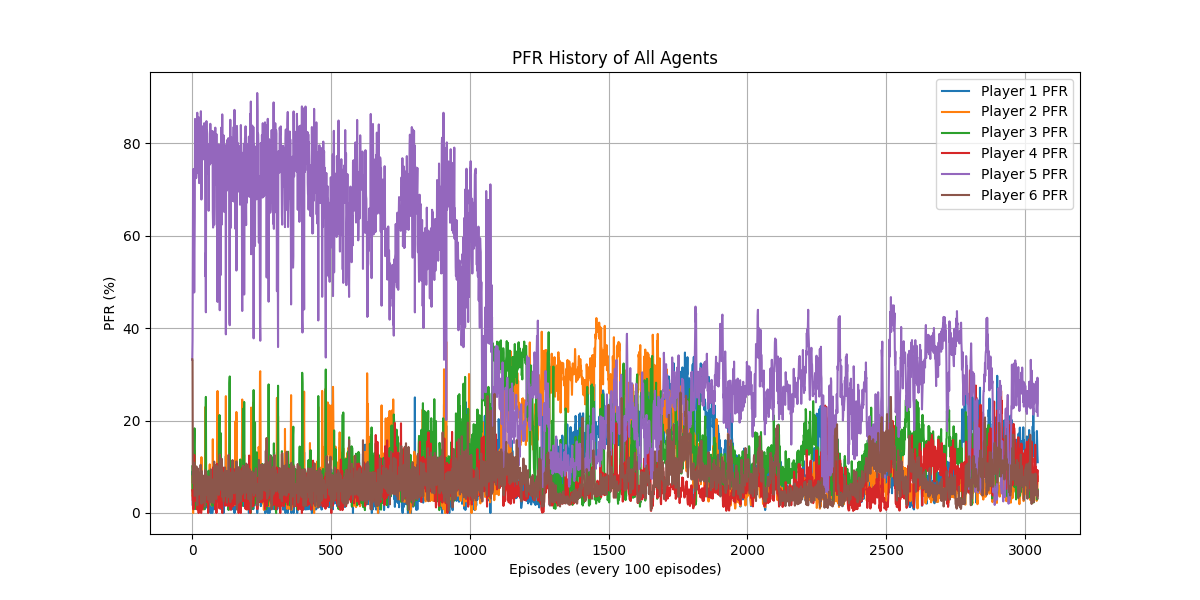 PFR History of All Agents
Player 1 PFR
Player 2 PFR
Player 3 PFR
Player 4 PFR
Player 5 PFR
Player 6 PFR
PFR (%)
80
60
40
20
0
0 500 1000 1500 2000 2500 3000
Episodes (every 100 episodes)